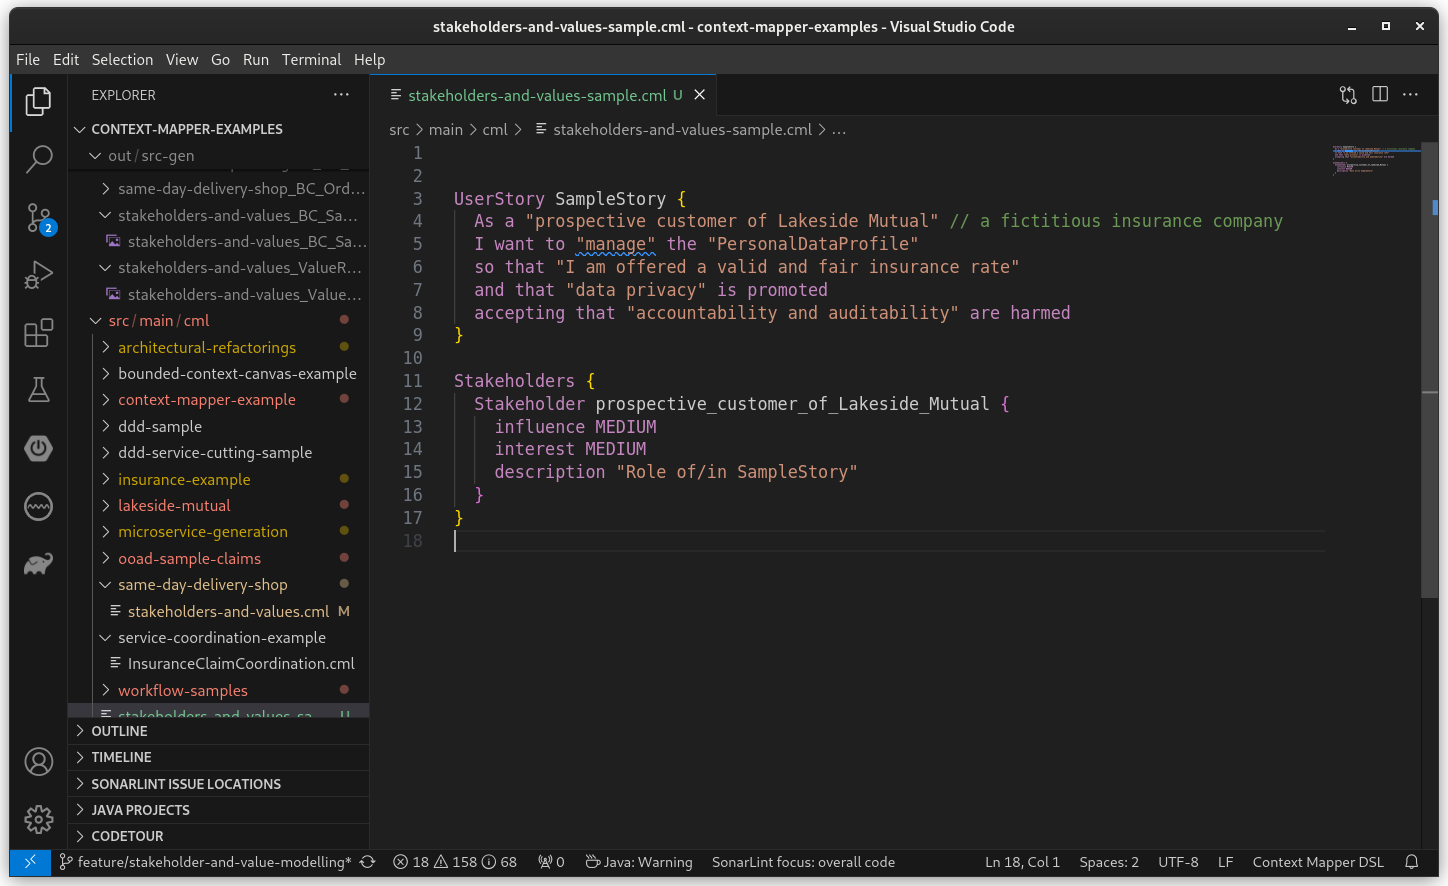 stakeholders-and-values-sample.cml - context-mapper-examples - Visual Studio Code
File Edit Selection View Go Run Terminal Help
EXPLORER
CONTEXT-MAPPER-EXAMPLES
out / src-gen
same-day-delivery-shop_BC_Ord...
stakeholders-and-values_BC_Sa...
stakeholders-and-values_BC_Sa...
stakeholders-and-values_ValueR...
stakeholders-and-values_Value...
src / main / cml
architectural-refactorings
bounded-context-canvas-example
context-mapper-example
ddd-sample
ddd-service-cutting-sample
insurance-example
lakeside-mutual
microservice-generation
ooad-sample-claims
same-day-delivery-shop
stakeholders-and-values.cml M
service-coordination-example
InsuranceClaimCoordination.cml
workflow-samples
stakeholders-and-values-sa... U
OUTLINE
TIMELINE
SONARLINT ISSUE LOCATIONS
JAVA PROJECTS
CODETOUR
2
stakeholders-and-values-sample.cml U
src > main > cml > stakeholders-and-values-sample.cml > ...
1
2
3 UserStory SampleStory {
4 As a "prospective customer of Lakeside Mutual" // a fictitious insurance company
5 I want to "manage" the "PersonalDataProfile"
6 so that "I am offered a valid and fair insurance rate"
7 and that "data privacy" is promoted
8 accepting that "accountability and auditability" are harmed
9 }
10
11 Stakeholders {
12 Stakeholder prospective_customer_of_Lakeside_Mutual {
13 influence MEDIUM
14 interest MEDIUM
15 description "Role of/in SampleStory"
16 }
17 }
18
feature/stakeholder-and-value-modelling* 18 158 68 0 Java: Warning SonarLint focus: overall code Ln 18, Col 1 Spaces: 2 UTF-8 LF Context Mapper DSL